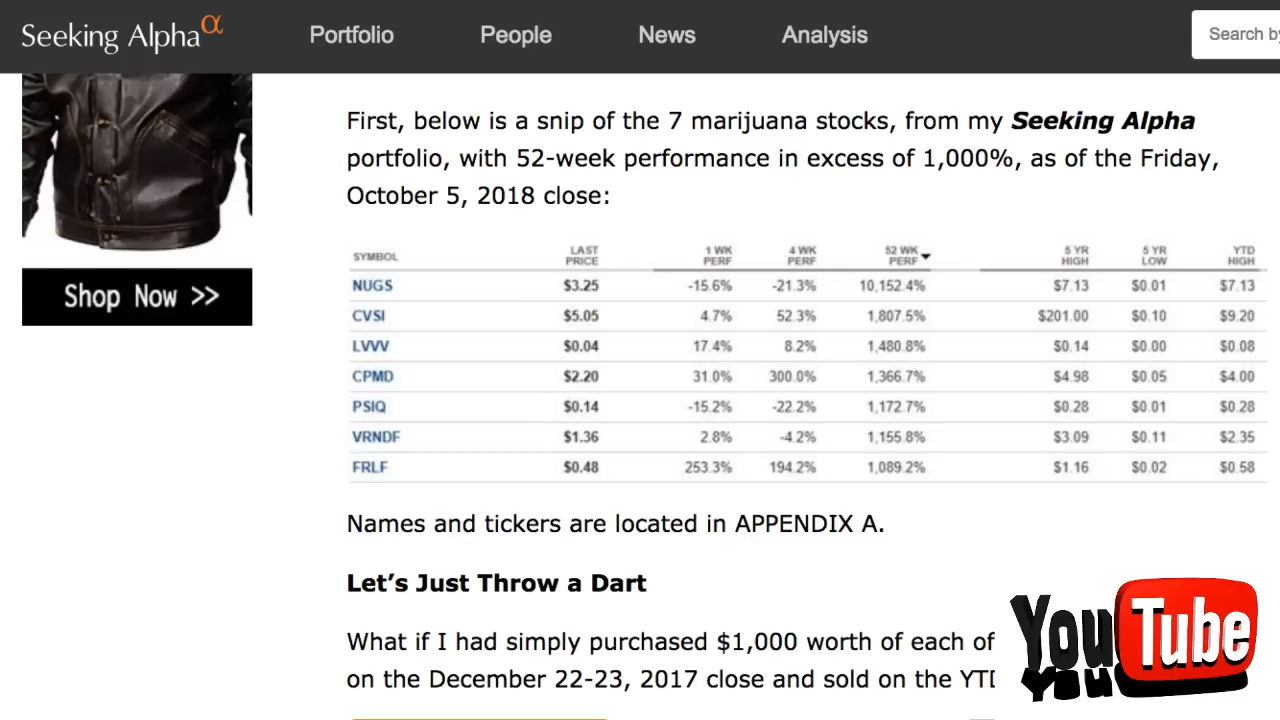 Seeking Alphaα Portfolio People News Analysis Search by
First, below is a snip of the 7 marijuana stocks, from my Seeking Alpha
portfolio, with 52-week performance in excess of 1,000%, as of the Friday,
October 5, 2018 close:
Shop Now >>
SYMBOL LAST PRICE 1 WK PERF 4 WK PERF 52 WK PERF 5 YR HIGH 5 YR LOW YTD HIGH
NUGS $3.25 -15.6% -21.3% 10,152.4% $7.13 $0.01 $7.13
CVSI $5.05 4.7% 52.3% 1,807.5% $201.00 $0.10 $9.20
LVVV $0.04 17.4% 8.2% 1,480.8% $0.14 $0.00 $0.08
CPMD $2.20 31.0% 300.0% 1,366.7% $4.98 $0.05 $4.00
PSIQ $0.14 -15.2% -22.2% 1,172.7% $0.28 $0.01 $0.28
VRNDF $1.36 2.8% -4.2% 1,155.8% $3.09 $0.11 $2.35
FRLF $0.48 253.3% 194.2% 1,089.2% $1.16 $0.02 $0.58
Names and tickers are located in APPENDIX A.
Let’s Just Throw a Dart
What if I had simply purchased $1,000 worth of each of
on the December 22-23, 2017 close and sold on the YTD
YouTube